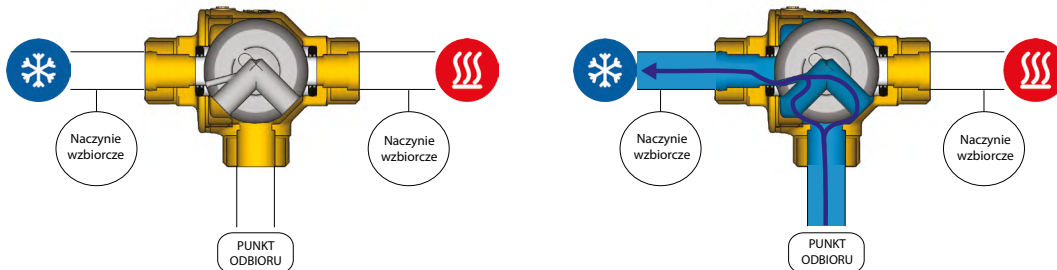 Naczynie
wzbiorcze
Naczynie
wzbiorcze
PUNKT
ODBIORU
Naczynie
wzbiorcze
Naczynie
wzbiorcze
PUNKT
ODBIORU